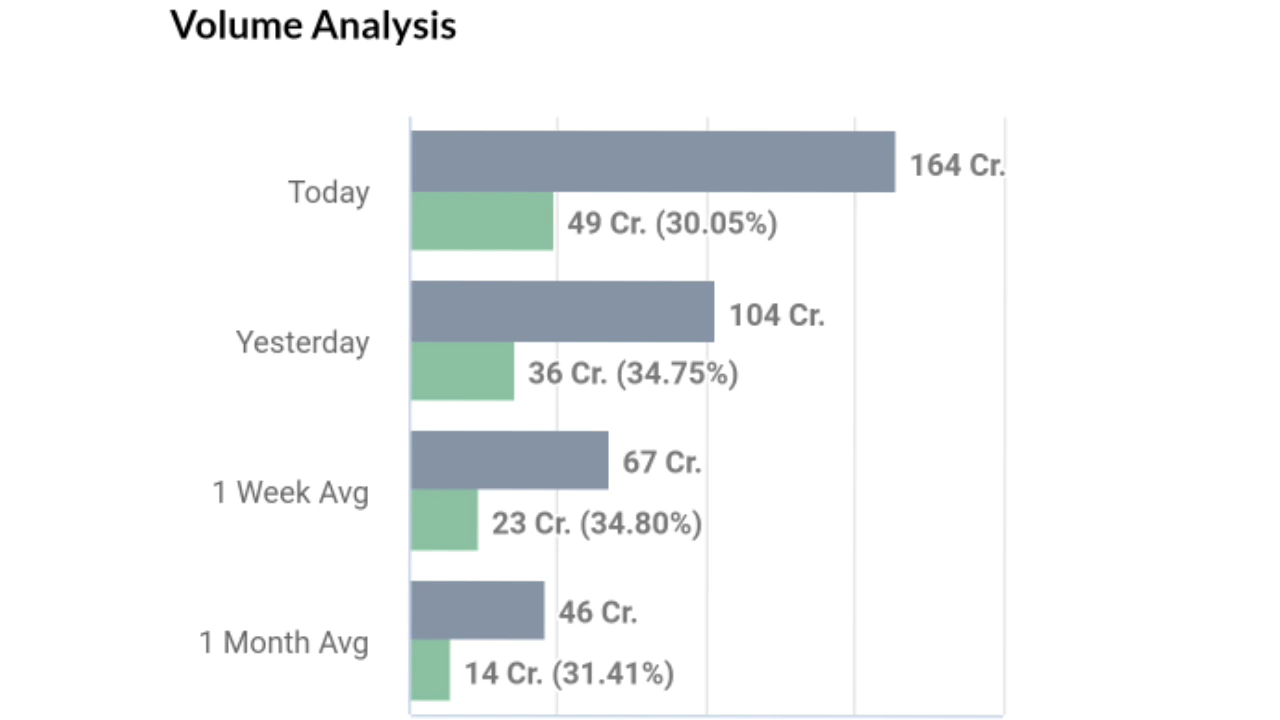 Volume Analysis
164 Cr.
Today
49 Cr. (30.05%)
104 Cr.
Yesterday
36 Cr. (34.75%)
67 Cr.
1 Week Avg
23 Cr. (34.80%)
46 Cr.
1 Month Avg
14 Cr. (31.41%)